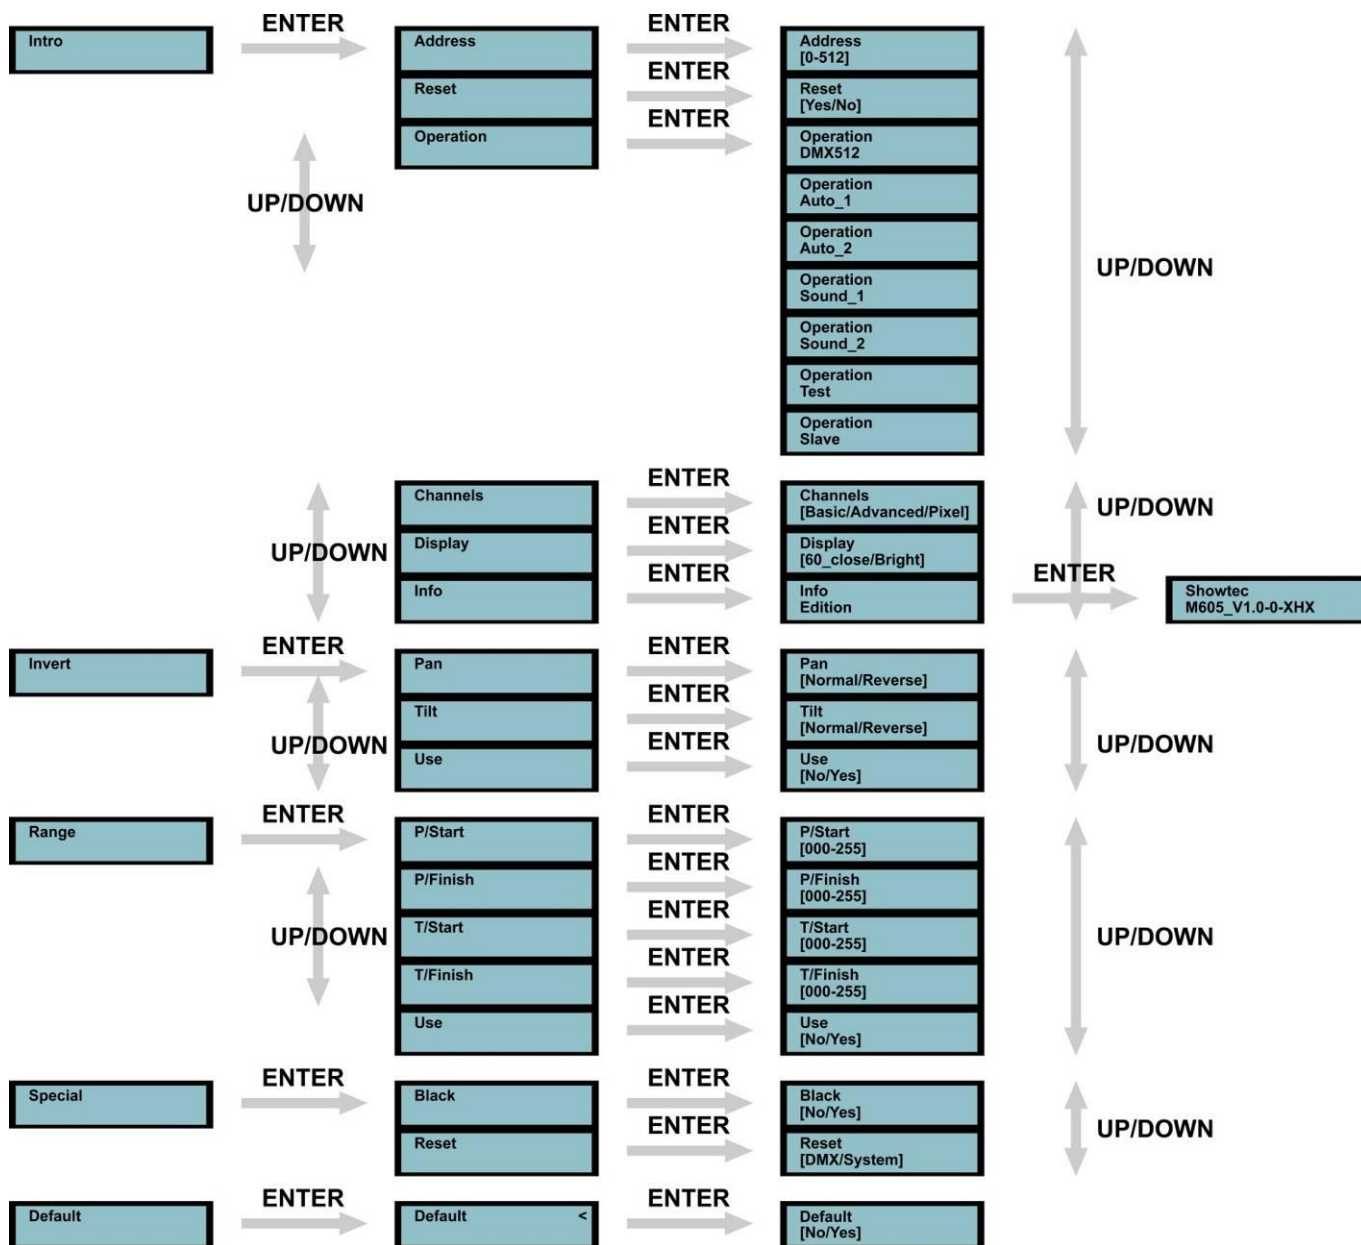 ENTER
ENTER
Intro
Address
Address
[0-512]
ENTER
Reset
Reset
[Yes/No]
ENTER
Operation
Operation
DMX512
UP/DOWN
Operation
Auto_1
Operation
Auto_2
UP/DOWN
Operation
Sound_1
Operation
Sound_2
Operation
Test
Operation
Slave
ENTER
Channels
Channels
[Basic/Advanced/Pixel]
UP/DOWN
ENTER
UP/DOWN
Display
Display
[60_close/Bright]
ENTER
ENTER
Info
Info
Edition
Showtec
M605_V1.0-0-XHX
ENTER
ENTER
Invert
Pan
Pan
[Normal/Reverse]
ENTER
Tilt
Tilt
[Normal/Reverse]
UP/DOWN
ENTER
UP/DOWN
Use
Use
[No/Yes]
ENTER
ENTER
Range
P/Start
P/Start
[000-255]
ENTER
P/Finish
P/Finish
[000-255]
ENTER
UP/DOWN
T/Start
T/Start
[000-255]
UP/DOWN
ENTER
T/Finish
T/Finish
[000-255]
ENTER
Use
Use
[No/Yes]
ENTER
ENTER
Special
Black
Black
[No/Yes]
ENTER
UP/DOWN
Reset
Reset
[DMX/System]
ENTER
ENTER
Default
Default <
Default
[No/Yes]